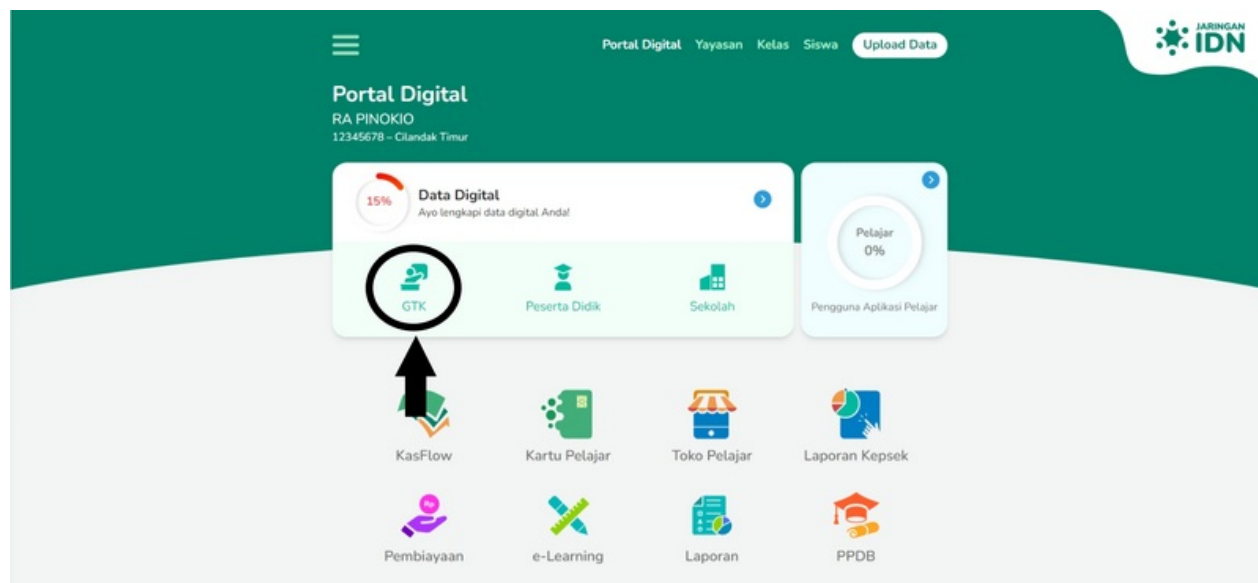 Portal Digital Yayasan Kelas Siswa Upload Data
JARINGAN
IDN
Portal Digital
RA PINOKIO
12345678 – Cilandak Timur
15%
Data Digital
Ayo lengkapi data digital Anda!
Pelajar
0%
Pengguna Aplikasi Pelajar
GTK
Peserta Didik
Sekolah
KasFlow
Kartu Pelajar
Toko Pelajar
Laporan Kepsek
Rp
Pembiayaan
e-Learning
Laporan
PPDB